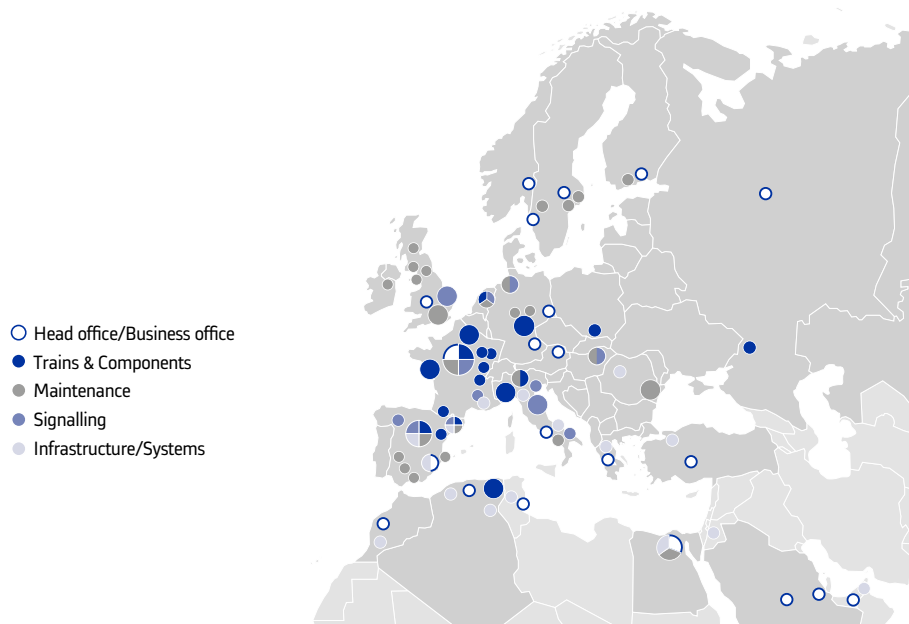 Head office/Business office
Trains & Components
Maintenance
Signalling
Infrastructure/Systems